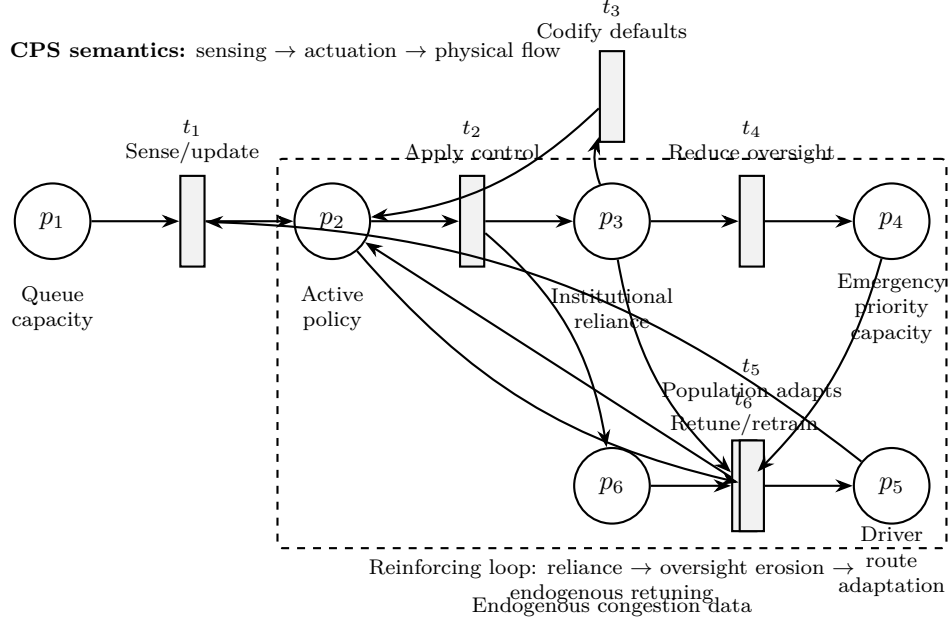 t₃
Codify defaults
CPS semantics: sensing → actuation → physical flow
t₁
Sense/update
t₂
Apply control
t₄
Reduce oversight
p₁
p₂
p₃
p₄
Queue
capacity
Active
policy
Institutional
reliance
Emergency
priority
capacity
t₅
Population adapts
t₆
Retune/retrain
p₆
p₅
Driver
route
adaptation
Reinforcing loop: reliance → oversight erosion →
endogenous retuning
Endogenous congestion data